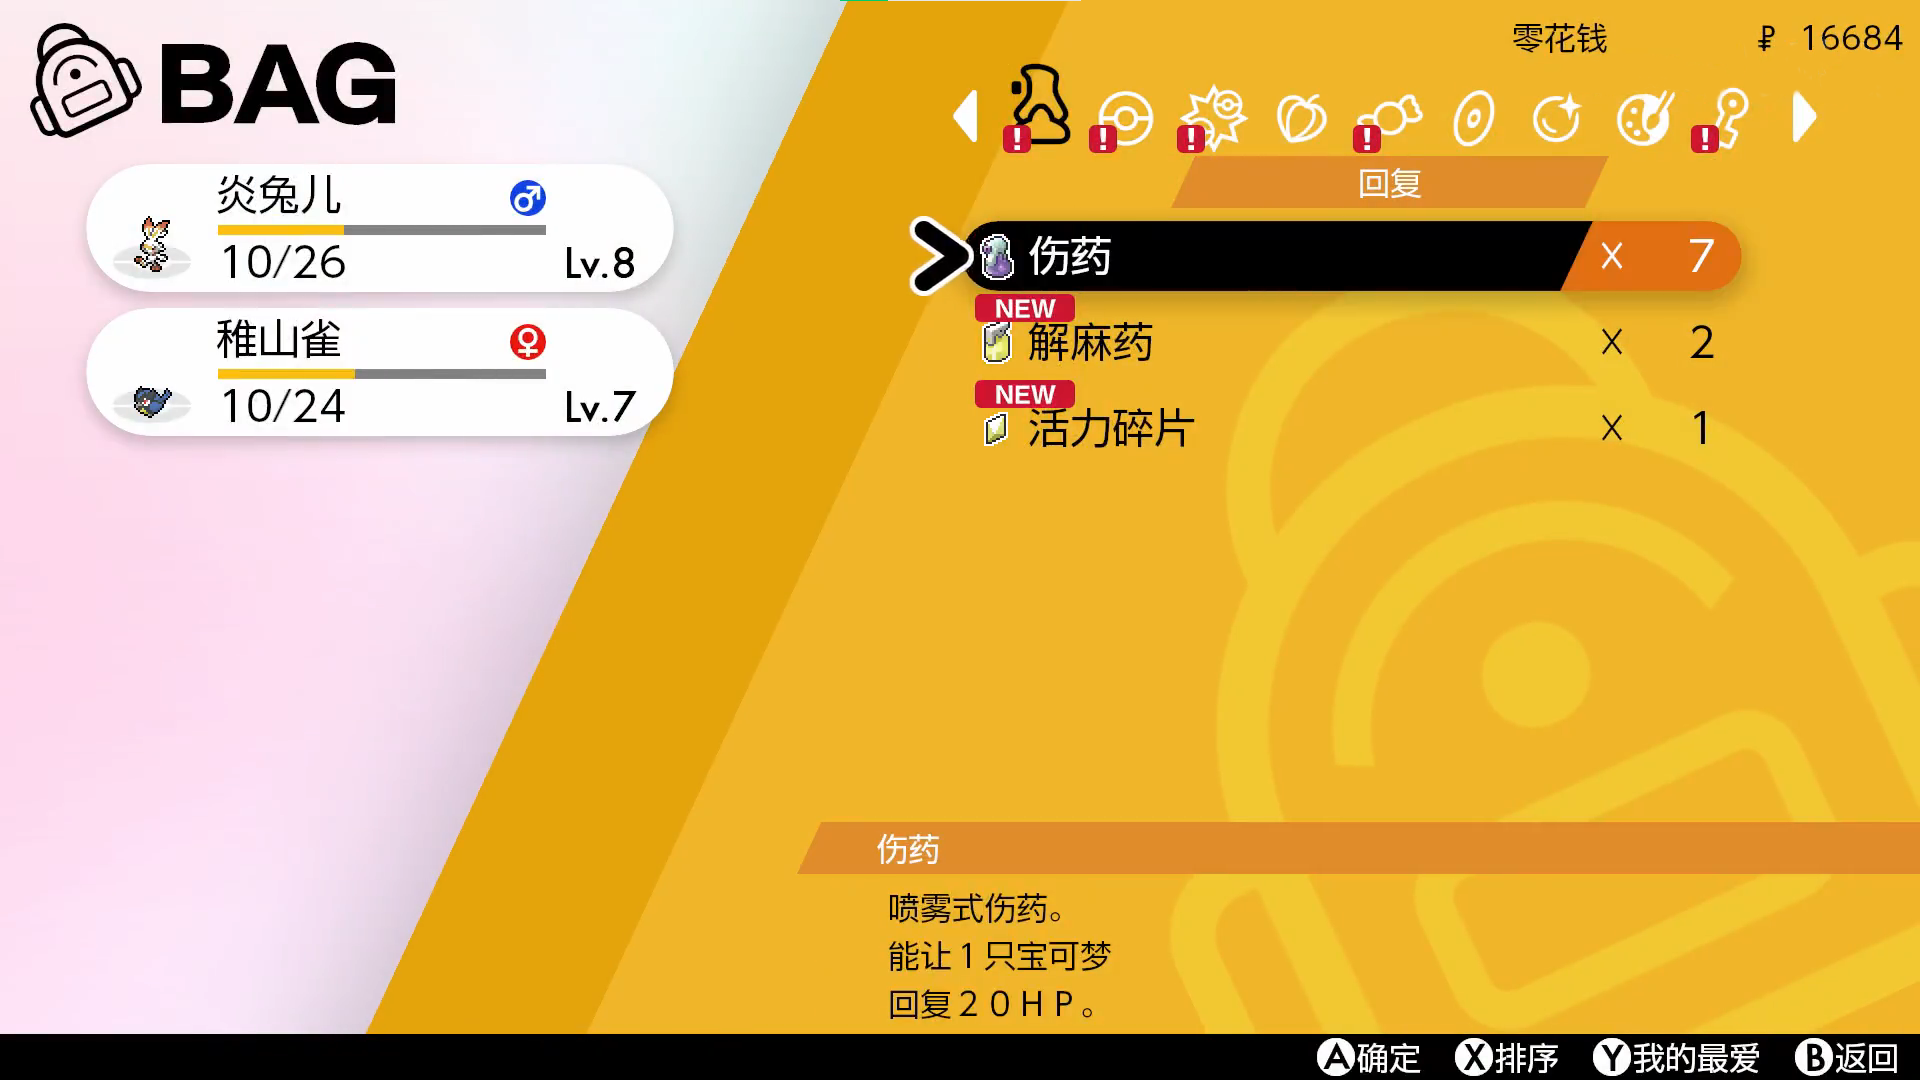 BAG
零花钱 ₽ 16684
炎兔儿 ♂
10/26 Lv.8
稚山雀 ♀
10/24 Lv.7
! ! ! ! !
回复
伤药 X 7
NEW
解麻药 X 2
NEW
活力碎片 X 1
伤药
喷雾式伤药。
能让1只宝可梦
回复20HP。
A确定 X排序 Y我的最爱 B返回